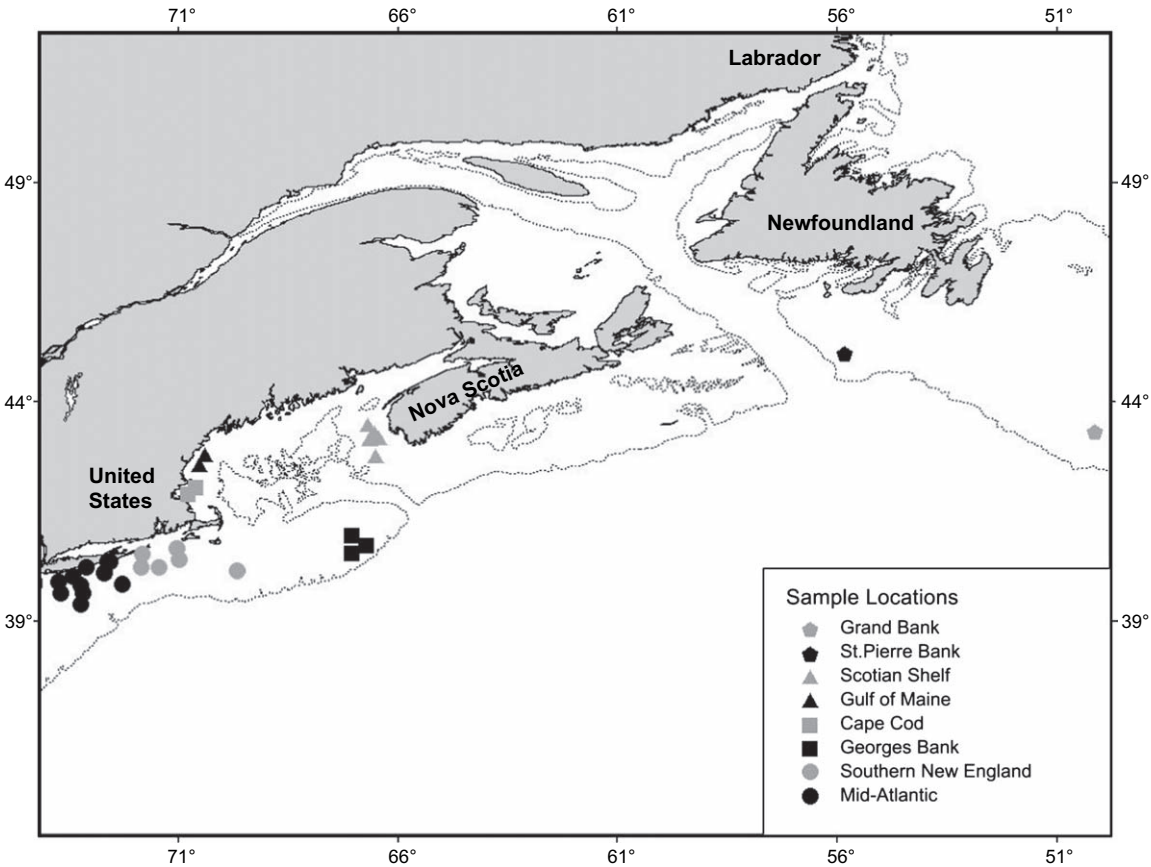 71° 66° 61° 56° 51°
Labrador
49° 49°
Newfoundland
44° 44°
Nova Scotia
United
States
39° 39°
Sample Locations
Grand Bank
St.Pierre Bank
Scotian Shelf
Gulf of Maine
Cape Cod
Georges Bank
Southern New England
Mid-Atlantic
71° 66° 61° 56° 51°